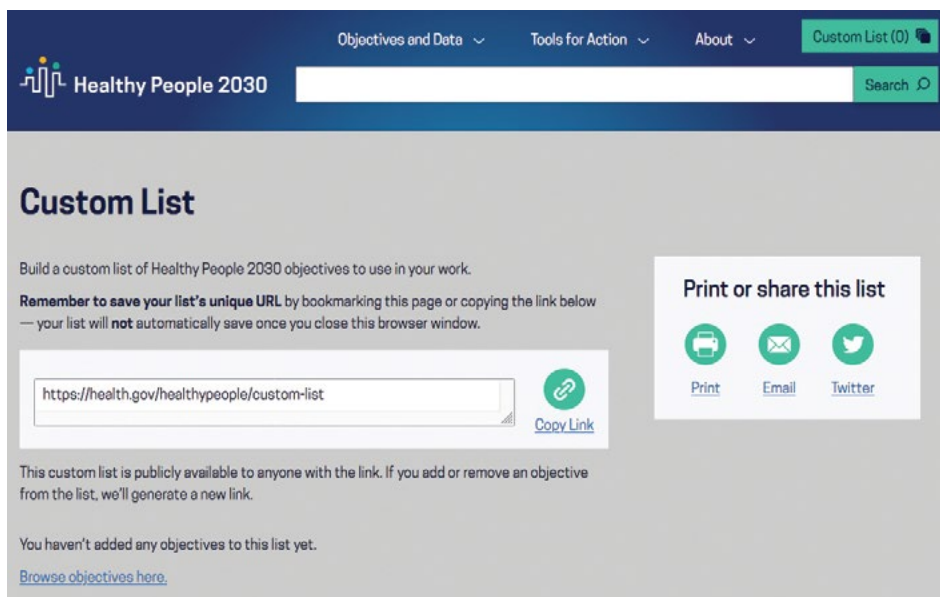 Objectives and Data
Tools for Action
About
Custom List (0)
Healthy People 2030
Search
Custom List
Build a custom list of Healthy People 2030 objectives to use in your work.
Remember to save your list's unique URL by bookmarking this page or copying the link below
— your list will not automatically save once you close this browser window.
https://health.gov/healthypeople/custom-list
Copy Link
Print or share this list
Print
Email
Twitter
This custom list is publicly available to anyone with the link. If you add or remove an objective
from the list, we'll generate a new link.
You haven't added any objectives to this list yet.
Browse objectives here.